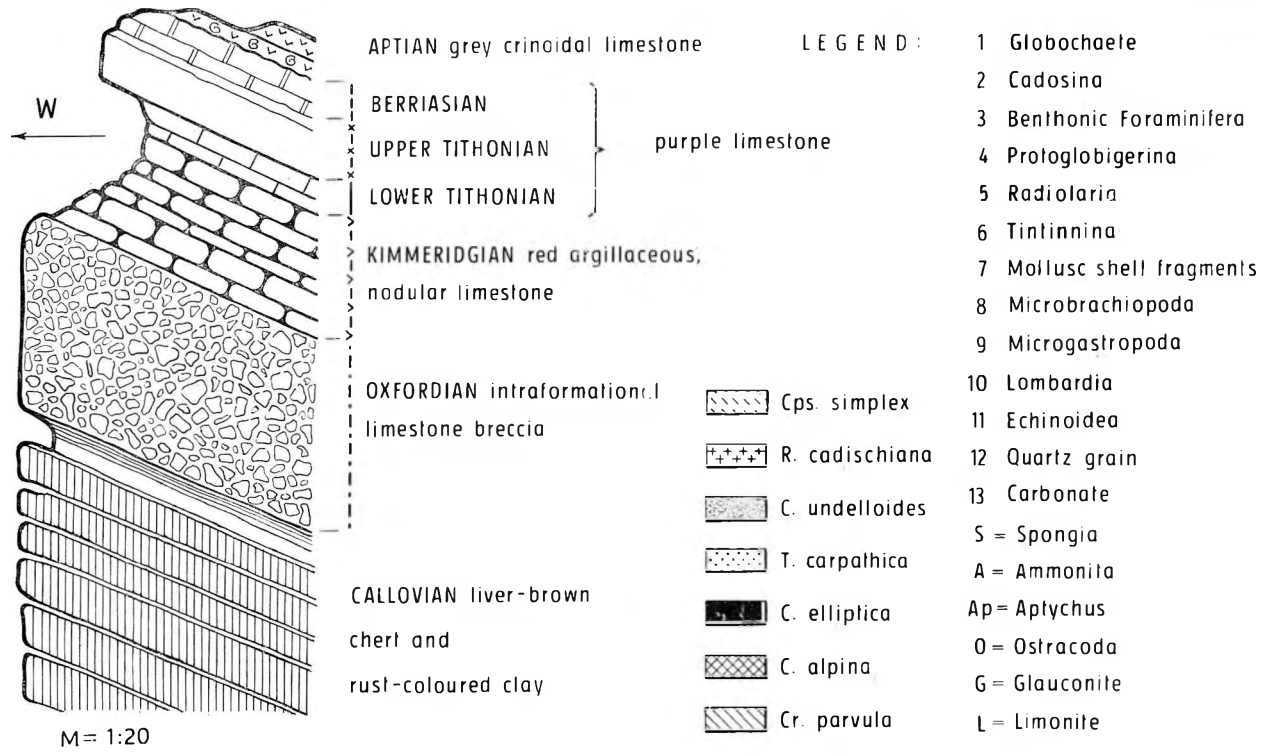 W
M= 1:20
APTIAN grey crinoidal limestone
BERRIASIAN
UPPER TITHONIAN
LOWER TITHONIAN
purple limestone
KIMMERIDGIAN red argillaceous,
nodular limestone
OXFORDIAN intraformational
limestone breccia
CALLOVIAN liver-brown
chert and
rust-coloured clay
LEGEND:
Cps. simplex
R. cadischiana
C. undelloides
T. carpathica
C. elliptica
C. alpina
Cr. parvula
1 Globochaete
2 Cadosina
3 Benthonic Foraminifera
4 Protoglobigerina
5 Radiolaria
6 Tintinnina
7 Mollusc shell fragments
8 Microbrachiopoda
9 Microgastropoda
10 Lombardia
11 Echinoidea
12 Quartz grain
13 Carbonate
S = Spongia
A = Ammonita
Ap= Aptychus
O = Ostracoda
G = Glauconite
L = Limonite